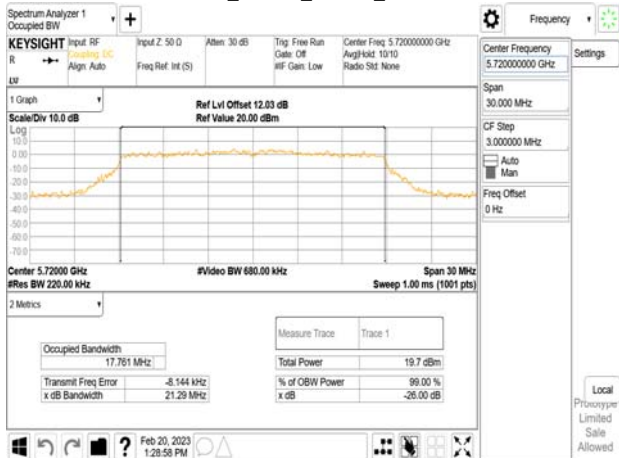 Spectrum Analyzer 1
Occupied BW
Frequency
KEYSIGHT
R
LXI
Input: RF
Coupling: DC
Align: Auto
Input Z: 50 Ω
Freq Ref: Int (S)
Atten: 30 dB
Trig: Free Run
Gate: Off
#IF Gain: Low
Center Freq: 5.720000000 GHz
Avg|Hold: 10/10
Radio Std: None
Center Frequency
5.720000000 GHz
Settings
Span
30.000 MHz
CF Step
3.000000 MHz
Auto
Man
Freq Offset
0 Hz
1 Graph
Scale/Div 10.0 dB
Ref Lvl Offset 12.03 dB
Ref Value 20.00 dBm
Log
10.0
0.00
-10.0
-20.0
-30.0
-40.0
-50.0
-60.0
-70.0
Center 5.72000 GHz
#Res BW 220.00 kHz
#Video BW 680.00 kHz
Span 30 MHz
Sweep 1.00 ms (1001 pts)
2 Metrics
Measure Trace Trace 1
Occupied Bandwidth
17.761 MHz
Total Power 19.7 dBm
Transmit Freq Error -8.144 kHz
% of OBW Power 99.00 %
x dB Bandwidth 21.29 MHz
x dB -26.00 dB
Local
Prototype
Limited
Sale
Allowed
?
Feb 20, 2023
1:28:58 PM